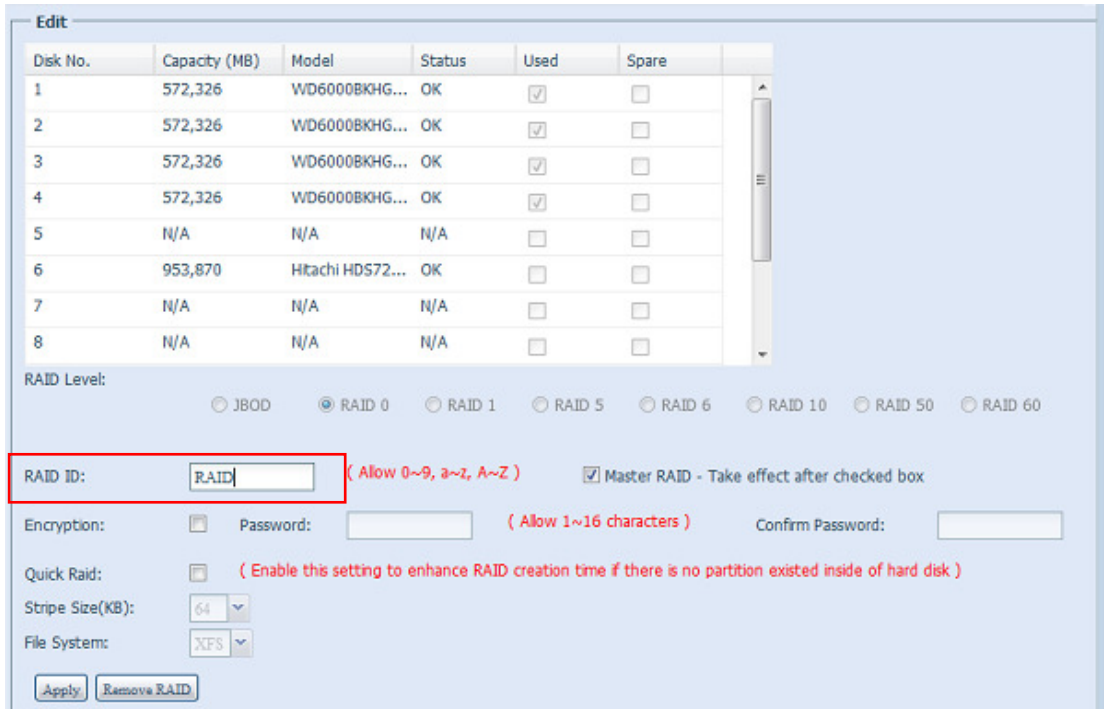 Edit
Disk No. Capacity (MB) Model Status Used Spare
1 572,326 WD6000BKHG... OK
2 572,326 WD6000BKHG... OK
3 572,326 WD6000BKHG... OK
4 572,326 WD6000BKHG... OK
5 N/A N/A N/A
6 953,870 Hitachi HDS72... OK
7 N/A N/A N/A
8 N/A N/A N/A
RAID Level:
JBOD RAID 0 RAID 1 RAID 5 RAID 6 RAID 10 RAID 50 RAID 60
RAID ID: RAID ( Allow 0~9, a~z, A~Z ) Master RAID - Take effect after checked box
Encryption: Password: ( Allow 1~16 characters ) Confirm Password:
Quick Raid: ( Enable this setting to enhance RAID creation time if there is no partition existed inside of hard disk )
Stripe Size(KB): 64
File System: XFS
Apply Remove RAID